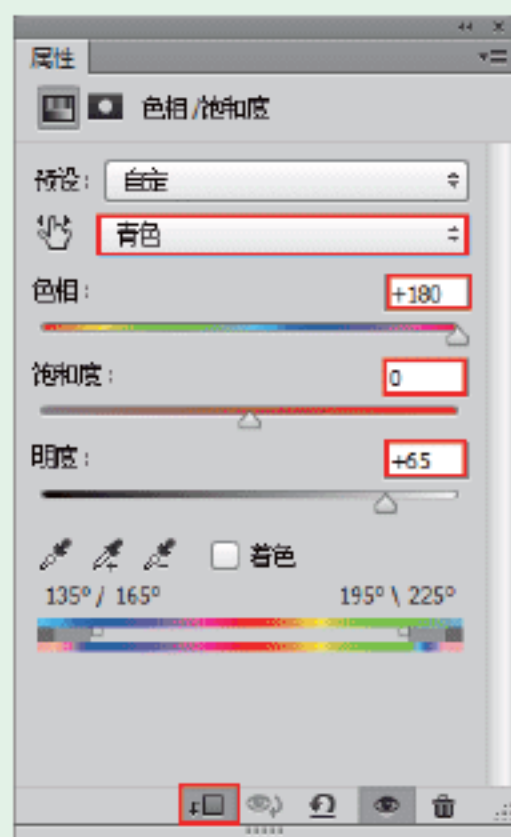 属性
色相/饱和度
预设： 自定
青色
色相： +180
饱和度： 0
明度： +65
着色
135°/ 165° 195°\ 225°